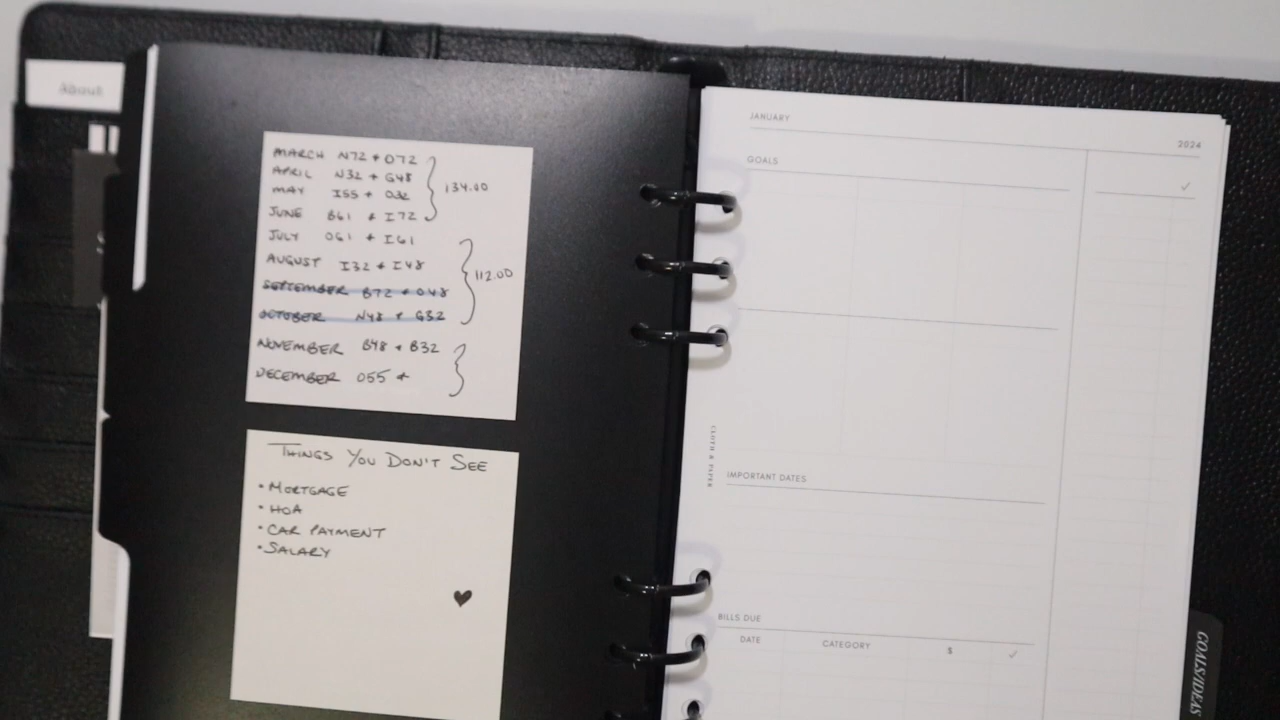 About
MARCH N72 + O72
APRIL N32 + G48
MAY I55 + O32
JUNE B61 + I72
134.00
JULY O61 + I61
AUGUST I32 + I48
SEPTEMBER B72 + O48
OCTOBER N48 + G32
112.00
NOVEMBER B48 + B32
DECEMBER O55 +
THINGS YOU DON'T SEE
• MORTGAGE
• HOA
• CAR PAYMENT
• SALARY
JANUARY
2024
GOALS
IMPORTANT DATES
CLOTH & PAPER
BILLS DUE
DATE CATEGORY $ ✓
GOALS/IDEAS